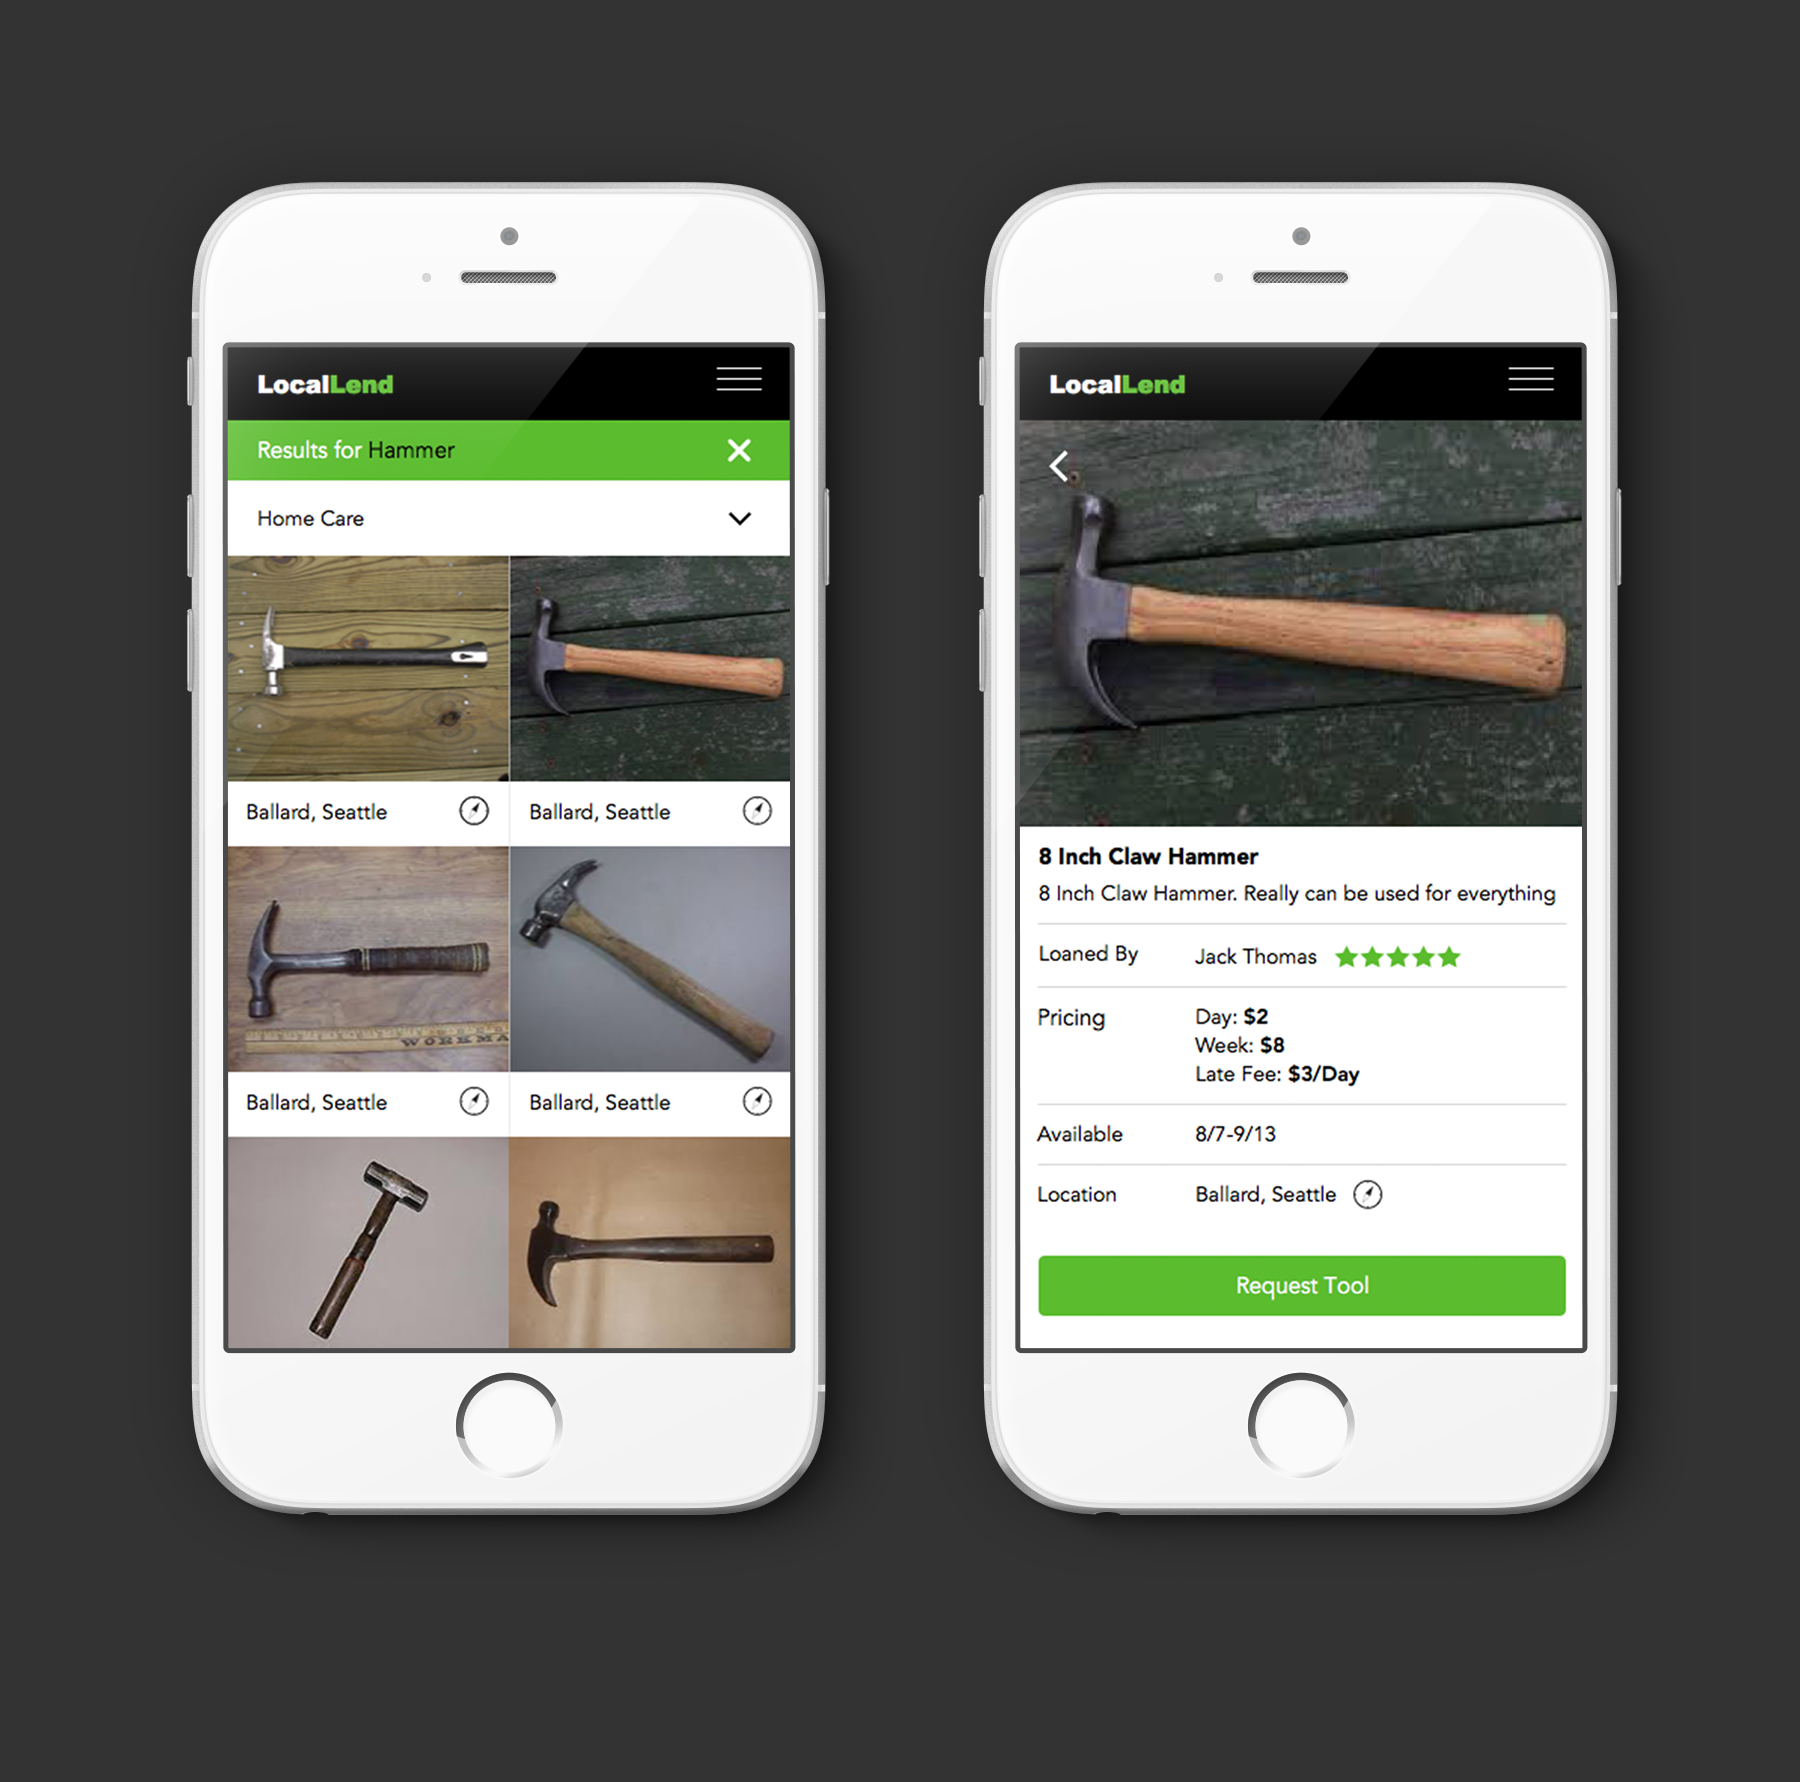 LocalLend
Results for Hammer
Home Care
Ballard, Seattle
Ballard, Seattle
WORKMA
Ballard, Seattle
Ballard, Seattle
LocalLend
8 Inch Claw Hammer
8 Inch Claw Hammer. Really can be used for everything
Loaned By Jack Thomas
Pricing Day: $2
Week: $8
Late Fee: $3/Day
Available 8/7-9/13
Location Ballard, Seattle
Request Tool